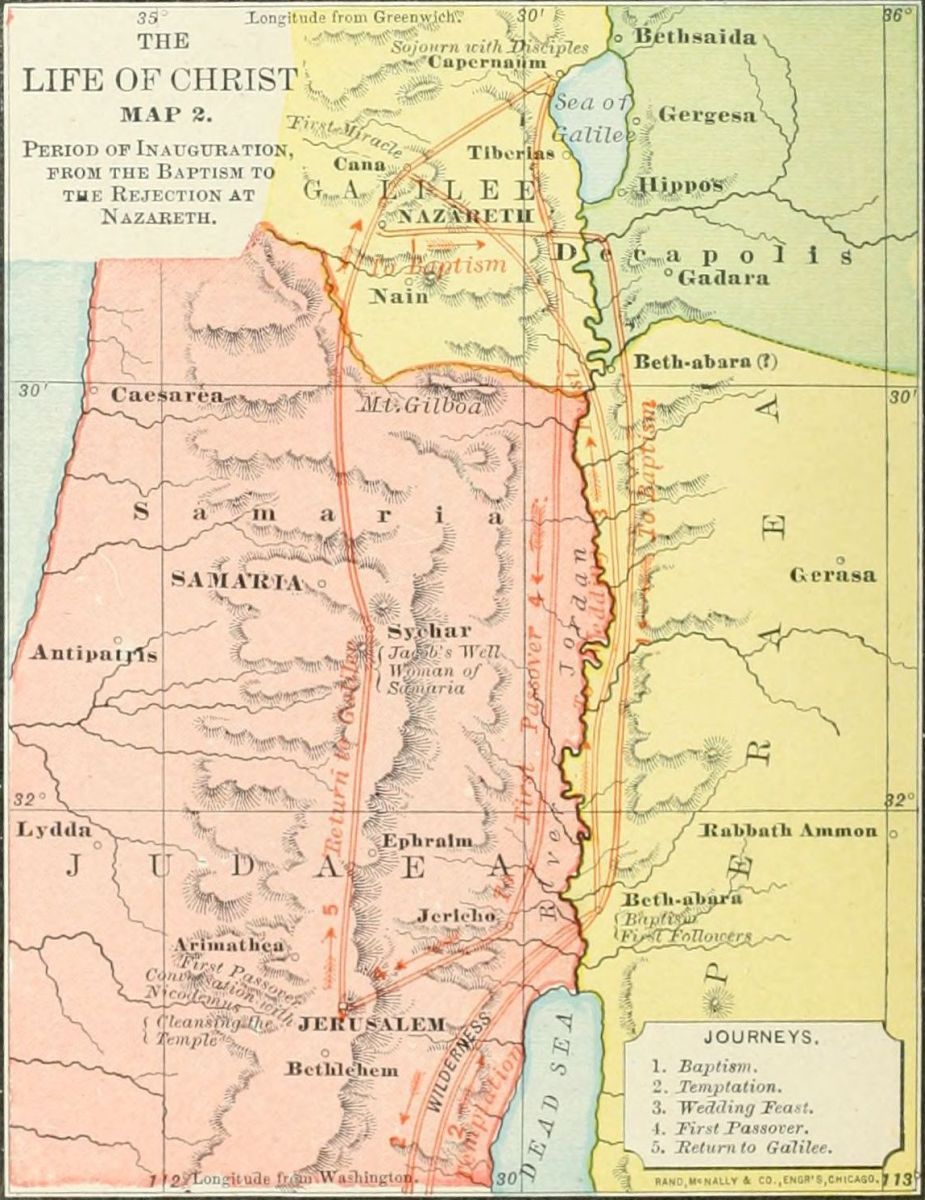 35°
Longitude from Greenwich.
30'
36°
THE
LIFE OF CHRIST
MAP 2.
PERIOD OF INAUGURATION,
FROM THE BAPTISM TO
THE REJECTION AT
NAZARETH.
Sojourn with Disciples
Capernaum
Bethsaida
Sea of
Galilee
Gergesa
First Miracle
Cana
Tiberias
Hippos
GALILEE
NAZARETH
1
To Baptism
Decapolis
Gadara
Nain
Beth-abara (?)
30'
Caesarea
Mt. Gilboa
30'
To Baptism
Samaria
SAMARIA
Gerasa
Sychar
Jacob's Well
Woman of
Samaria
Antipatris
Return to Galilee
5
First Passover 4
River Jordan
PERAEA
32°
32°
Lydda
Rabbath Ammon
JUDAEA
Ephraim
Beth-abara
Baptism
First Followers
Jericho
Arimathea
First Passover
Conversation with
Nicodemus
Cleansing the
Temple
JERUSALEM
Bethlehem
WILDERNESS
Temptation
2
2
DEAD SEA
JOURNEYS.
1. Baptism.
2. Temptation.
3. Wedding Feast.
4. First Passover.
5. Return to Galilee.
112°
Longitude from Washington.
30'
RAND, McNALLY & CO., ENGR'S, CHICAGO.
113°